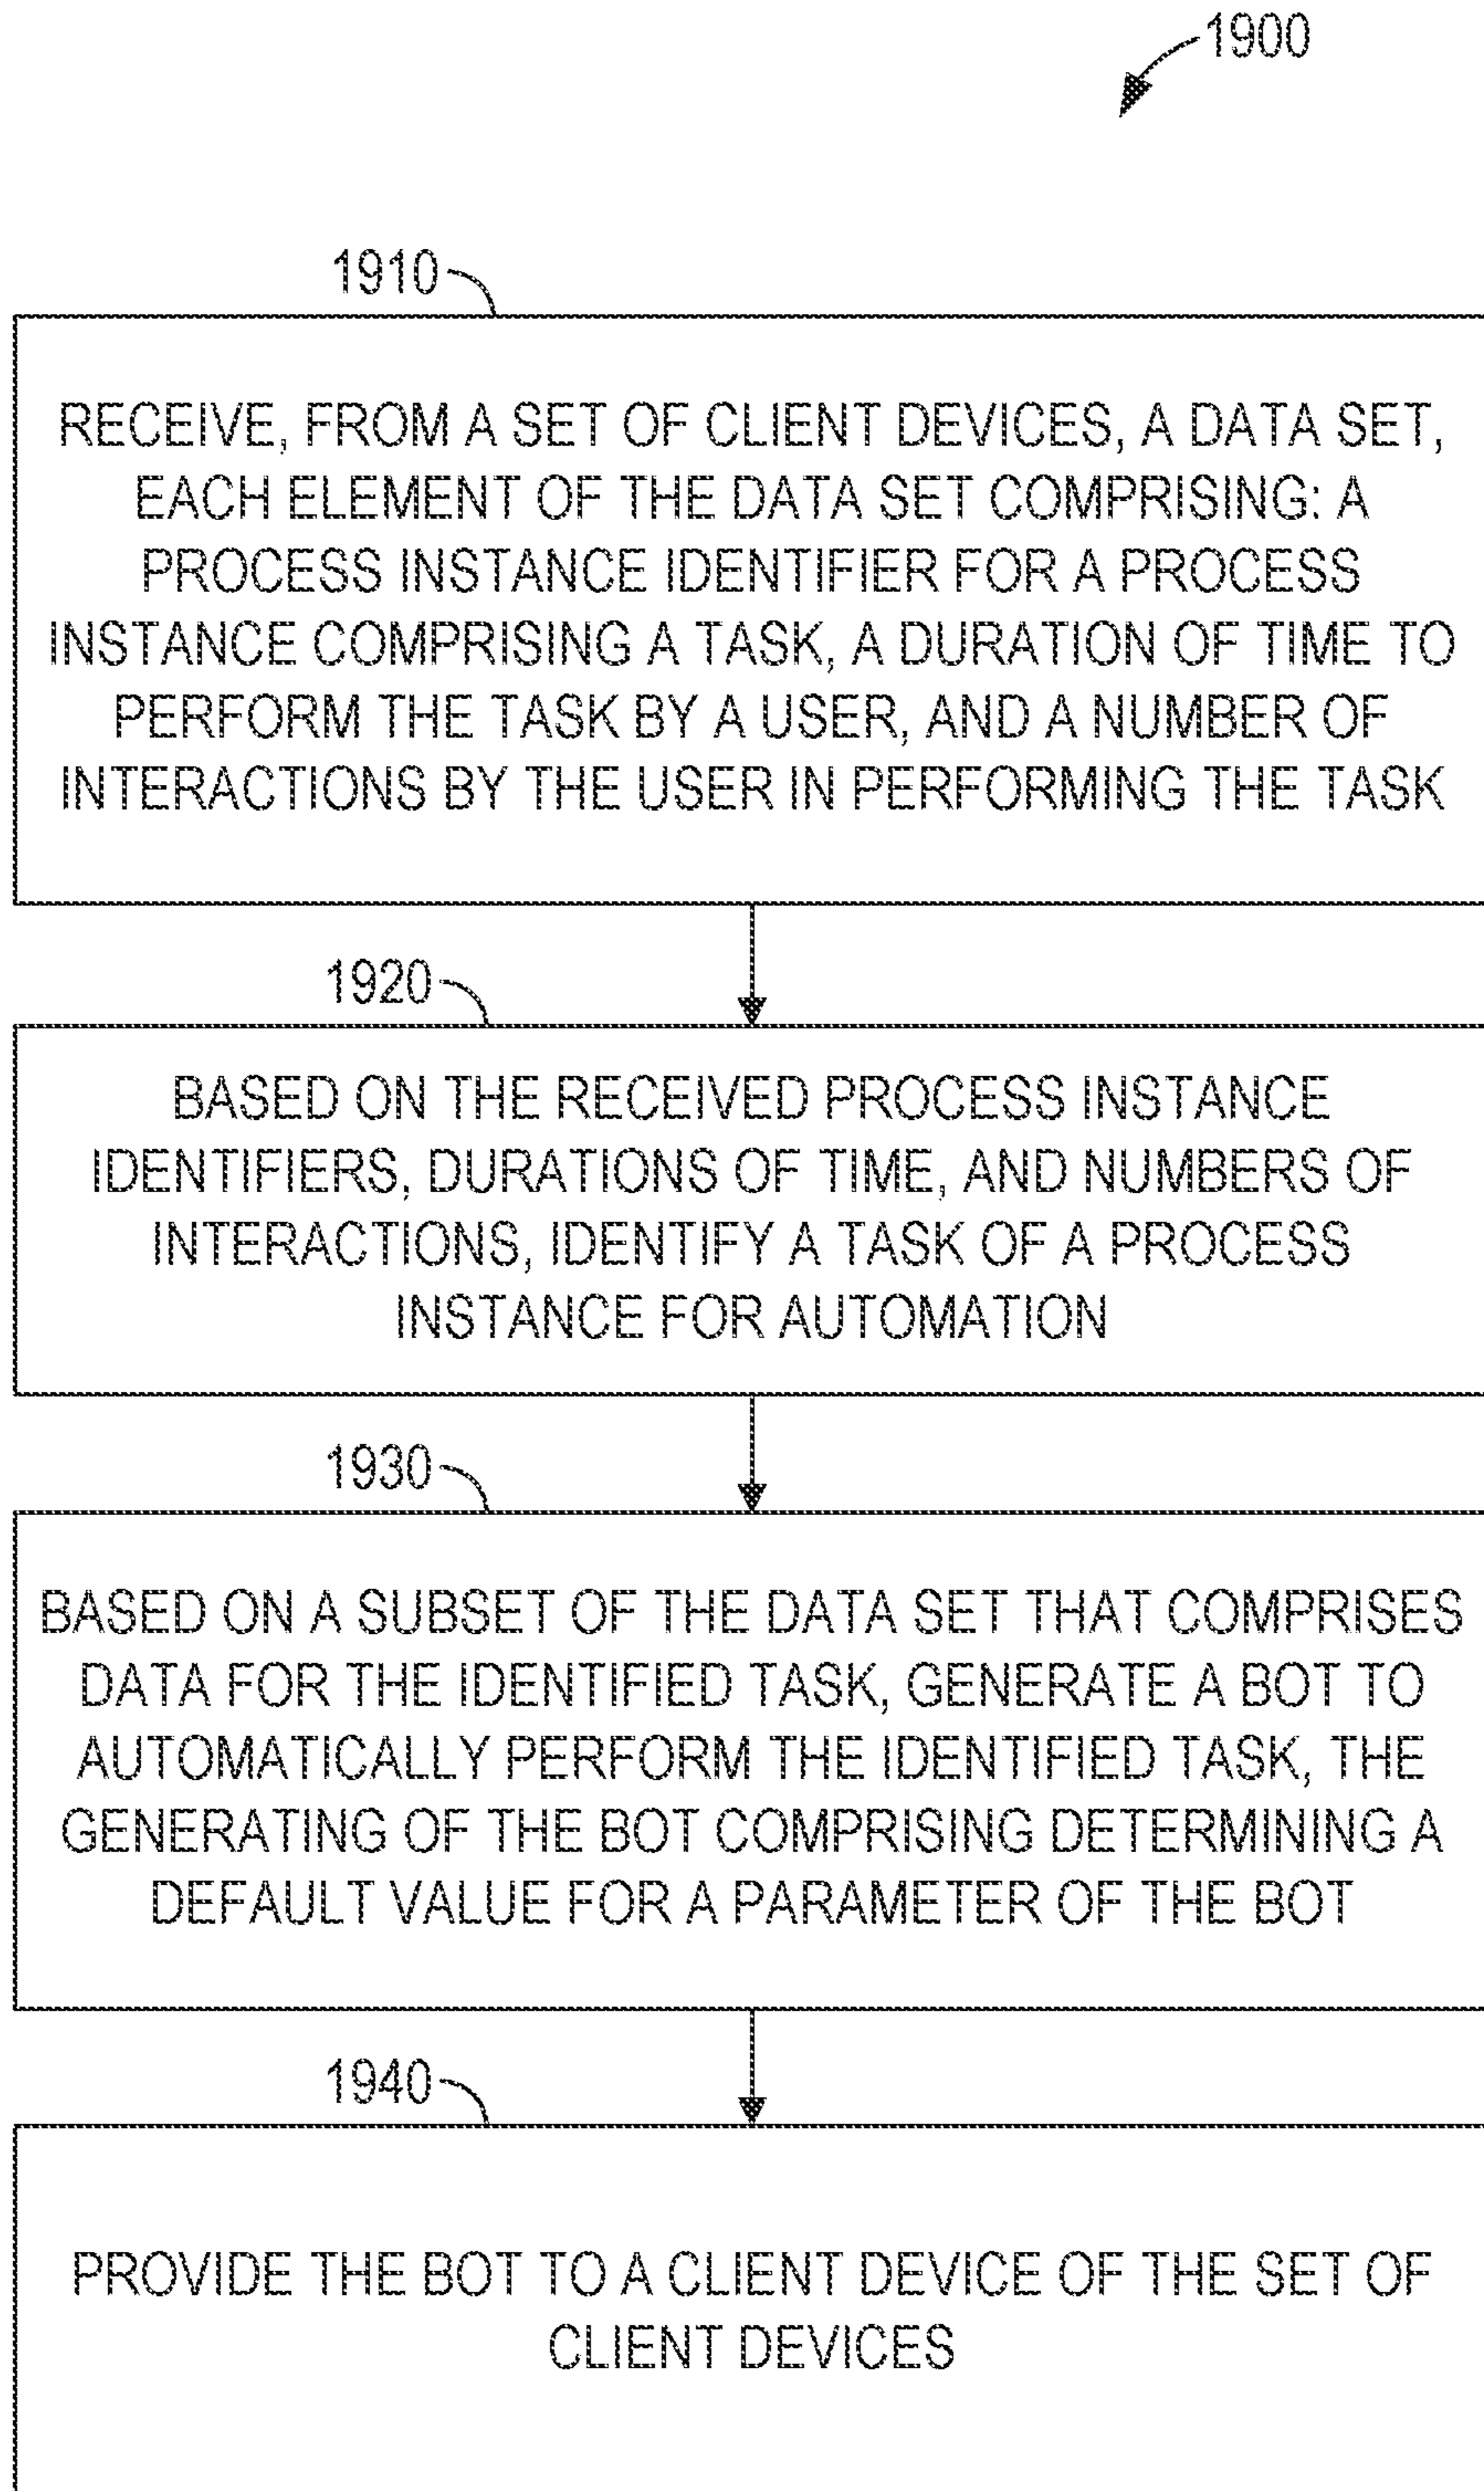 1900
1910
RECEIVE, FROM A SET OF CLIENT DEVICES, A DATA SET,
EACH ELEMENT OF THE DATA SET COMPRISING: A
PROCESS INSTANCE IDENTIFIER FOR A PROCESS
INSTANCE COMPRISING A TASK, A DURATION OF TIME TO
PERFORM THE TASK BY A USER, AND A NUMBER OF
INTERACTIONS BY THE USER IN PERFORMING THE TASK
1920
BASED ON THE RECEIVED PROCESS INSTANCE
IDENTIFIERS, DURATIONS OF TIME, AND NUMBERS OF
INTERACTIONS, IDENTIFY A TASK OF A PROCESS
INSTANCE FOR AUTOMATION
1930
BASED ON A SUBSET OF THE DATA SET THAT COMPRISES
DATA FOR THE IDENTIFIED TASK, GENERATE A BOT TO
AUTOMATICALLY PERFORM THE IDENTIFIED TASK, THE
GENERATING OF THE BOT COMPRISING DETERMINING A
DEFAULT VALUE FOR A PARAMETER OF THE BOT
1940
PROVIDE THE BOT TO A CLIENT DEVICE OF THE SET OF
CLIENT DEVICES